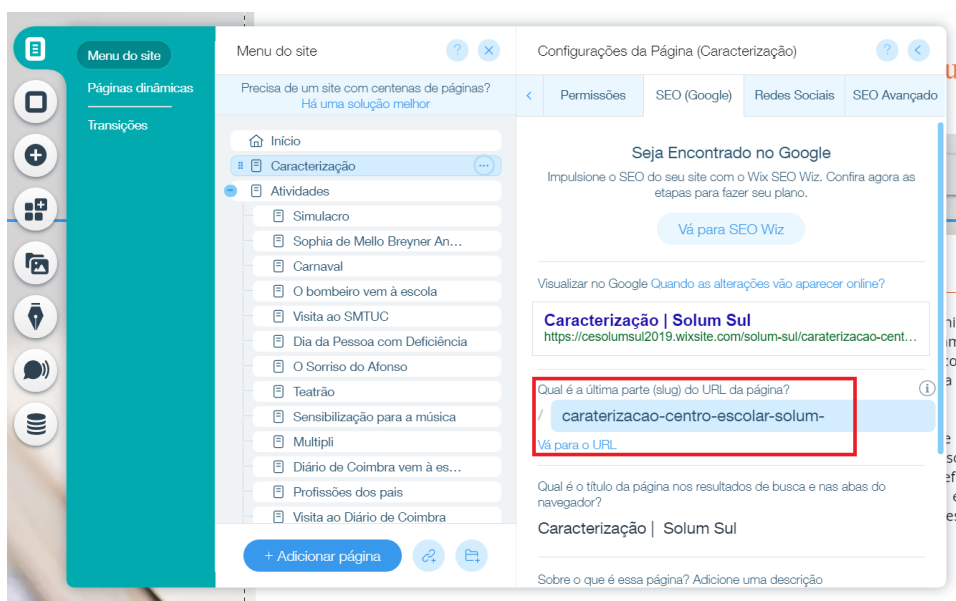 Menu do site
Páginas dinâmicas
Transições
Menu do site
?
Precisa de um site com centenas de páginas?
Há uma solução melhor
Início
Caracterização
Atividades
Simulacro
Sophia de Mello Breyner An...
Carnaval
O bombeiro vem à escola
Visita ao SMTUC
Dia da Pessoa com Deficiência
O Sorriso do Afonso
Teatrão
Sensibilização para a música
Multipli
Diário de Coimbra vem à es...
Profissões dos pais
Visita ao Diário de Coimbra
+ Adicionar página
Configurações da Página (Caracterização)
?
Permissões
SEO (Google)
Redes Sociais
SEO Avançado
Seja Encontrado no Google
Impulsione o SEO do seu site com o Wix SEO Wiz. Confira agora as
etapas para fazer seu plano.
Vá para SEO Wiz
Visualizar no Google Quando as alterações vão aparecer online?
Caracterização | Solum Sul
https://cesolumsul2019.wixsite.com/solum-sul/caraterizacao-cent...
Qual é a última parte (slug) do URL da página?
/ caraterizacao-centro-escolar-solum-
Vá para o URL
Qual é o título da página nos resultados de busca e nas abas do
navegador?
Caracterização | Solum Sul
Sobre o que é essa página? Adicione uma descrição